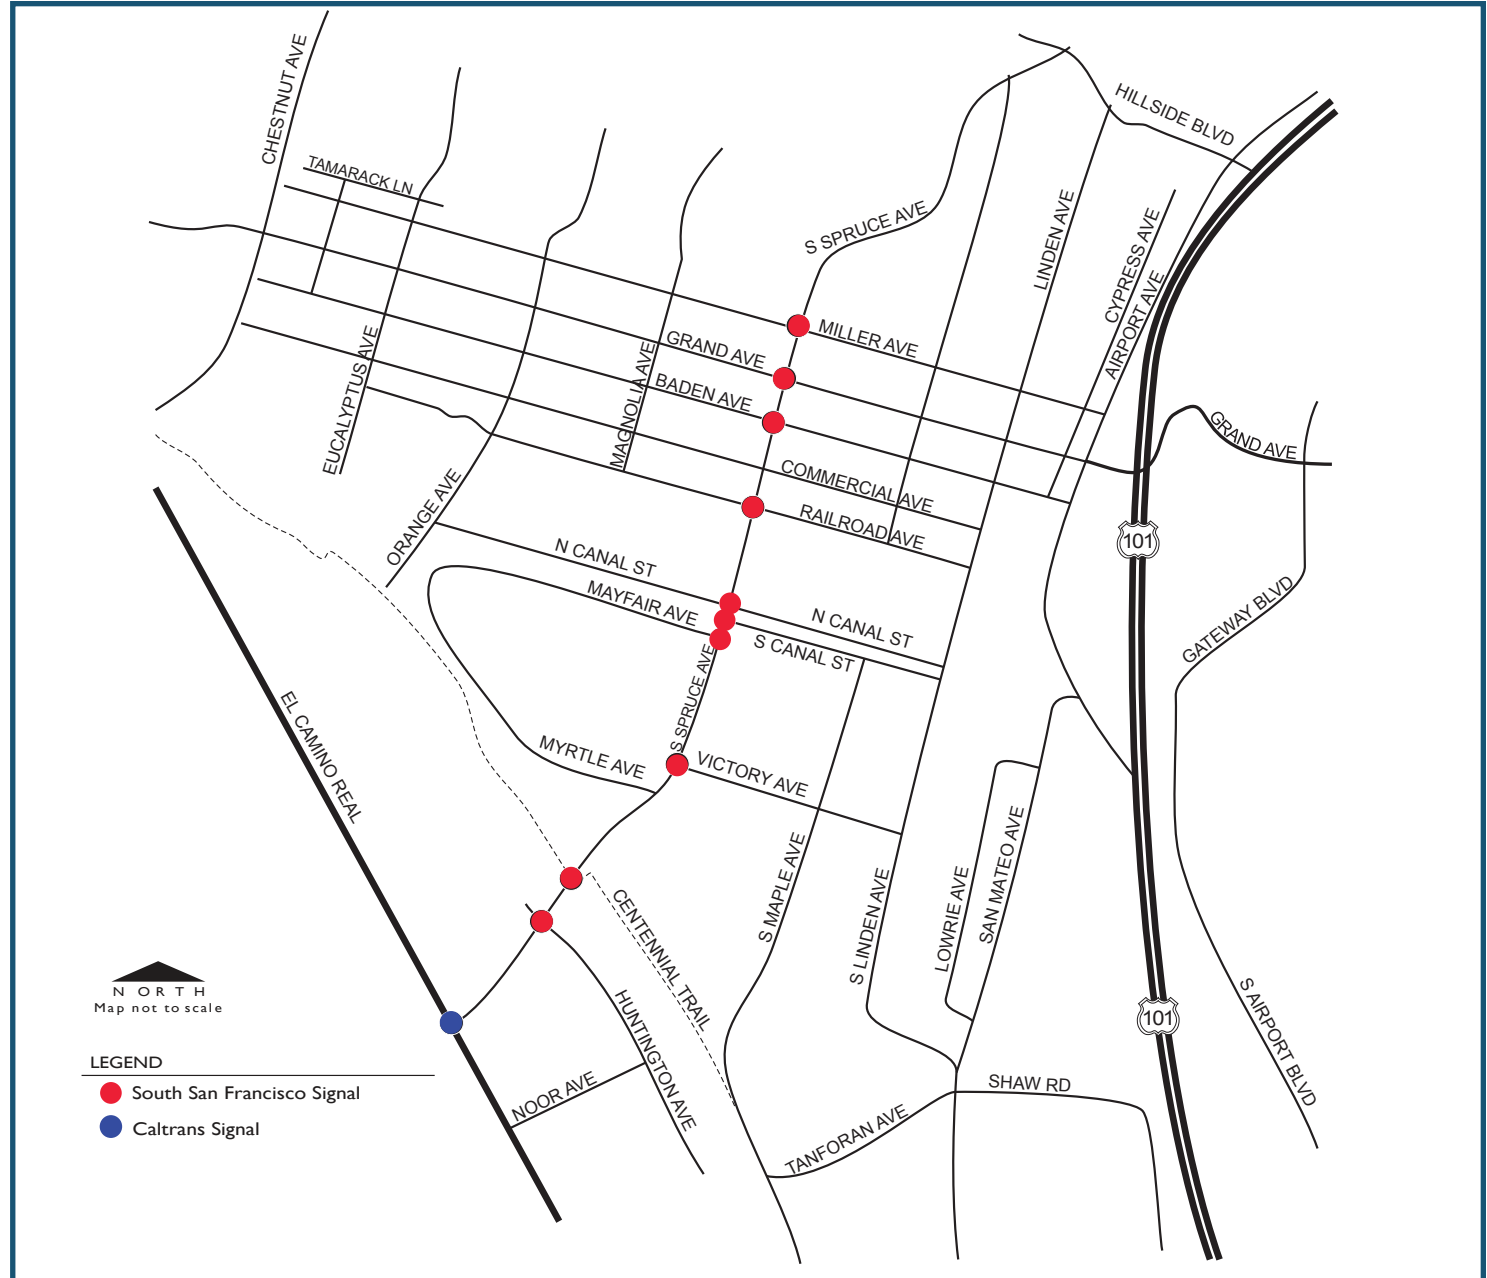 CHESTNUT AVE
HILLSIDE BLVD
TAMARACK LN
S SPRUCE AVE
LINDEN AVE
CYPRESS AVE
AIRPORT AVE
MILLER AVE
GRAND AVE
EUCALYPTUS AVE
MAGNOLIA AVE
BADEN AVE
GRAND AVE
ORANGE AVE
COMMERCIAL AVE
RAILROAD AVE
101
N CANAL ST
MAYFAIR AVE
N CANAL ST
S CANAL ST
GATEWAY BLVD
S SPRUCE AVE
EL CAMINO REAL
MYRTLE AVE
VICTORY AVE
S MAPLE AVE
S LINDEN AVE
LOWRIE AVE
SAN MATEO AVE
CENTENNIAL TRAIL
NORTH
Map not to scale
HUNTINGTON AVE
101
S AIRPORT BLVD
LEGEND
South San Francisco Signal
Caltrans Signal
NOOR AVE
SHAW RD
TANFORAN AVE